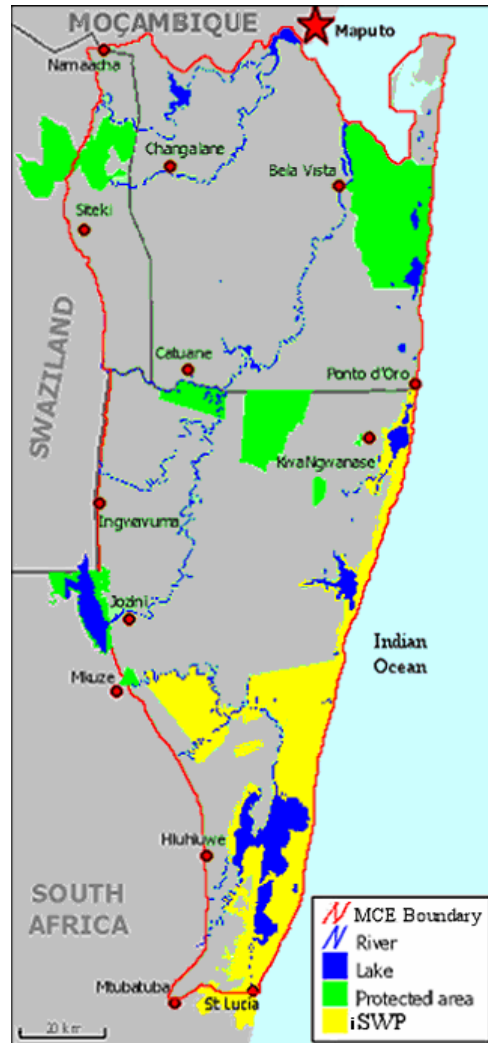 MOÇAMBIQUE
Maputo
Namaacha
Changalane
Bela Vista
Siteki
SWAZILAND
Catuane
Ponto d'Oro
KwaNgwanase
Ingwavuma
Jozini
Indian
Ocean
Mkuze
Hluhluwe
SOUTH
AFRICA
MCE Boundary
River
Lake
Protected area
iSWP
Mtubatuba
St Lucia
20 km